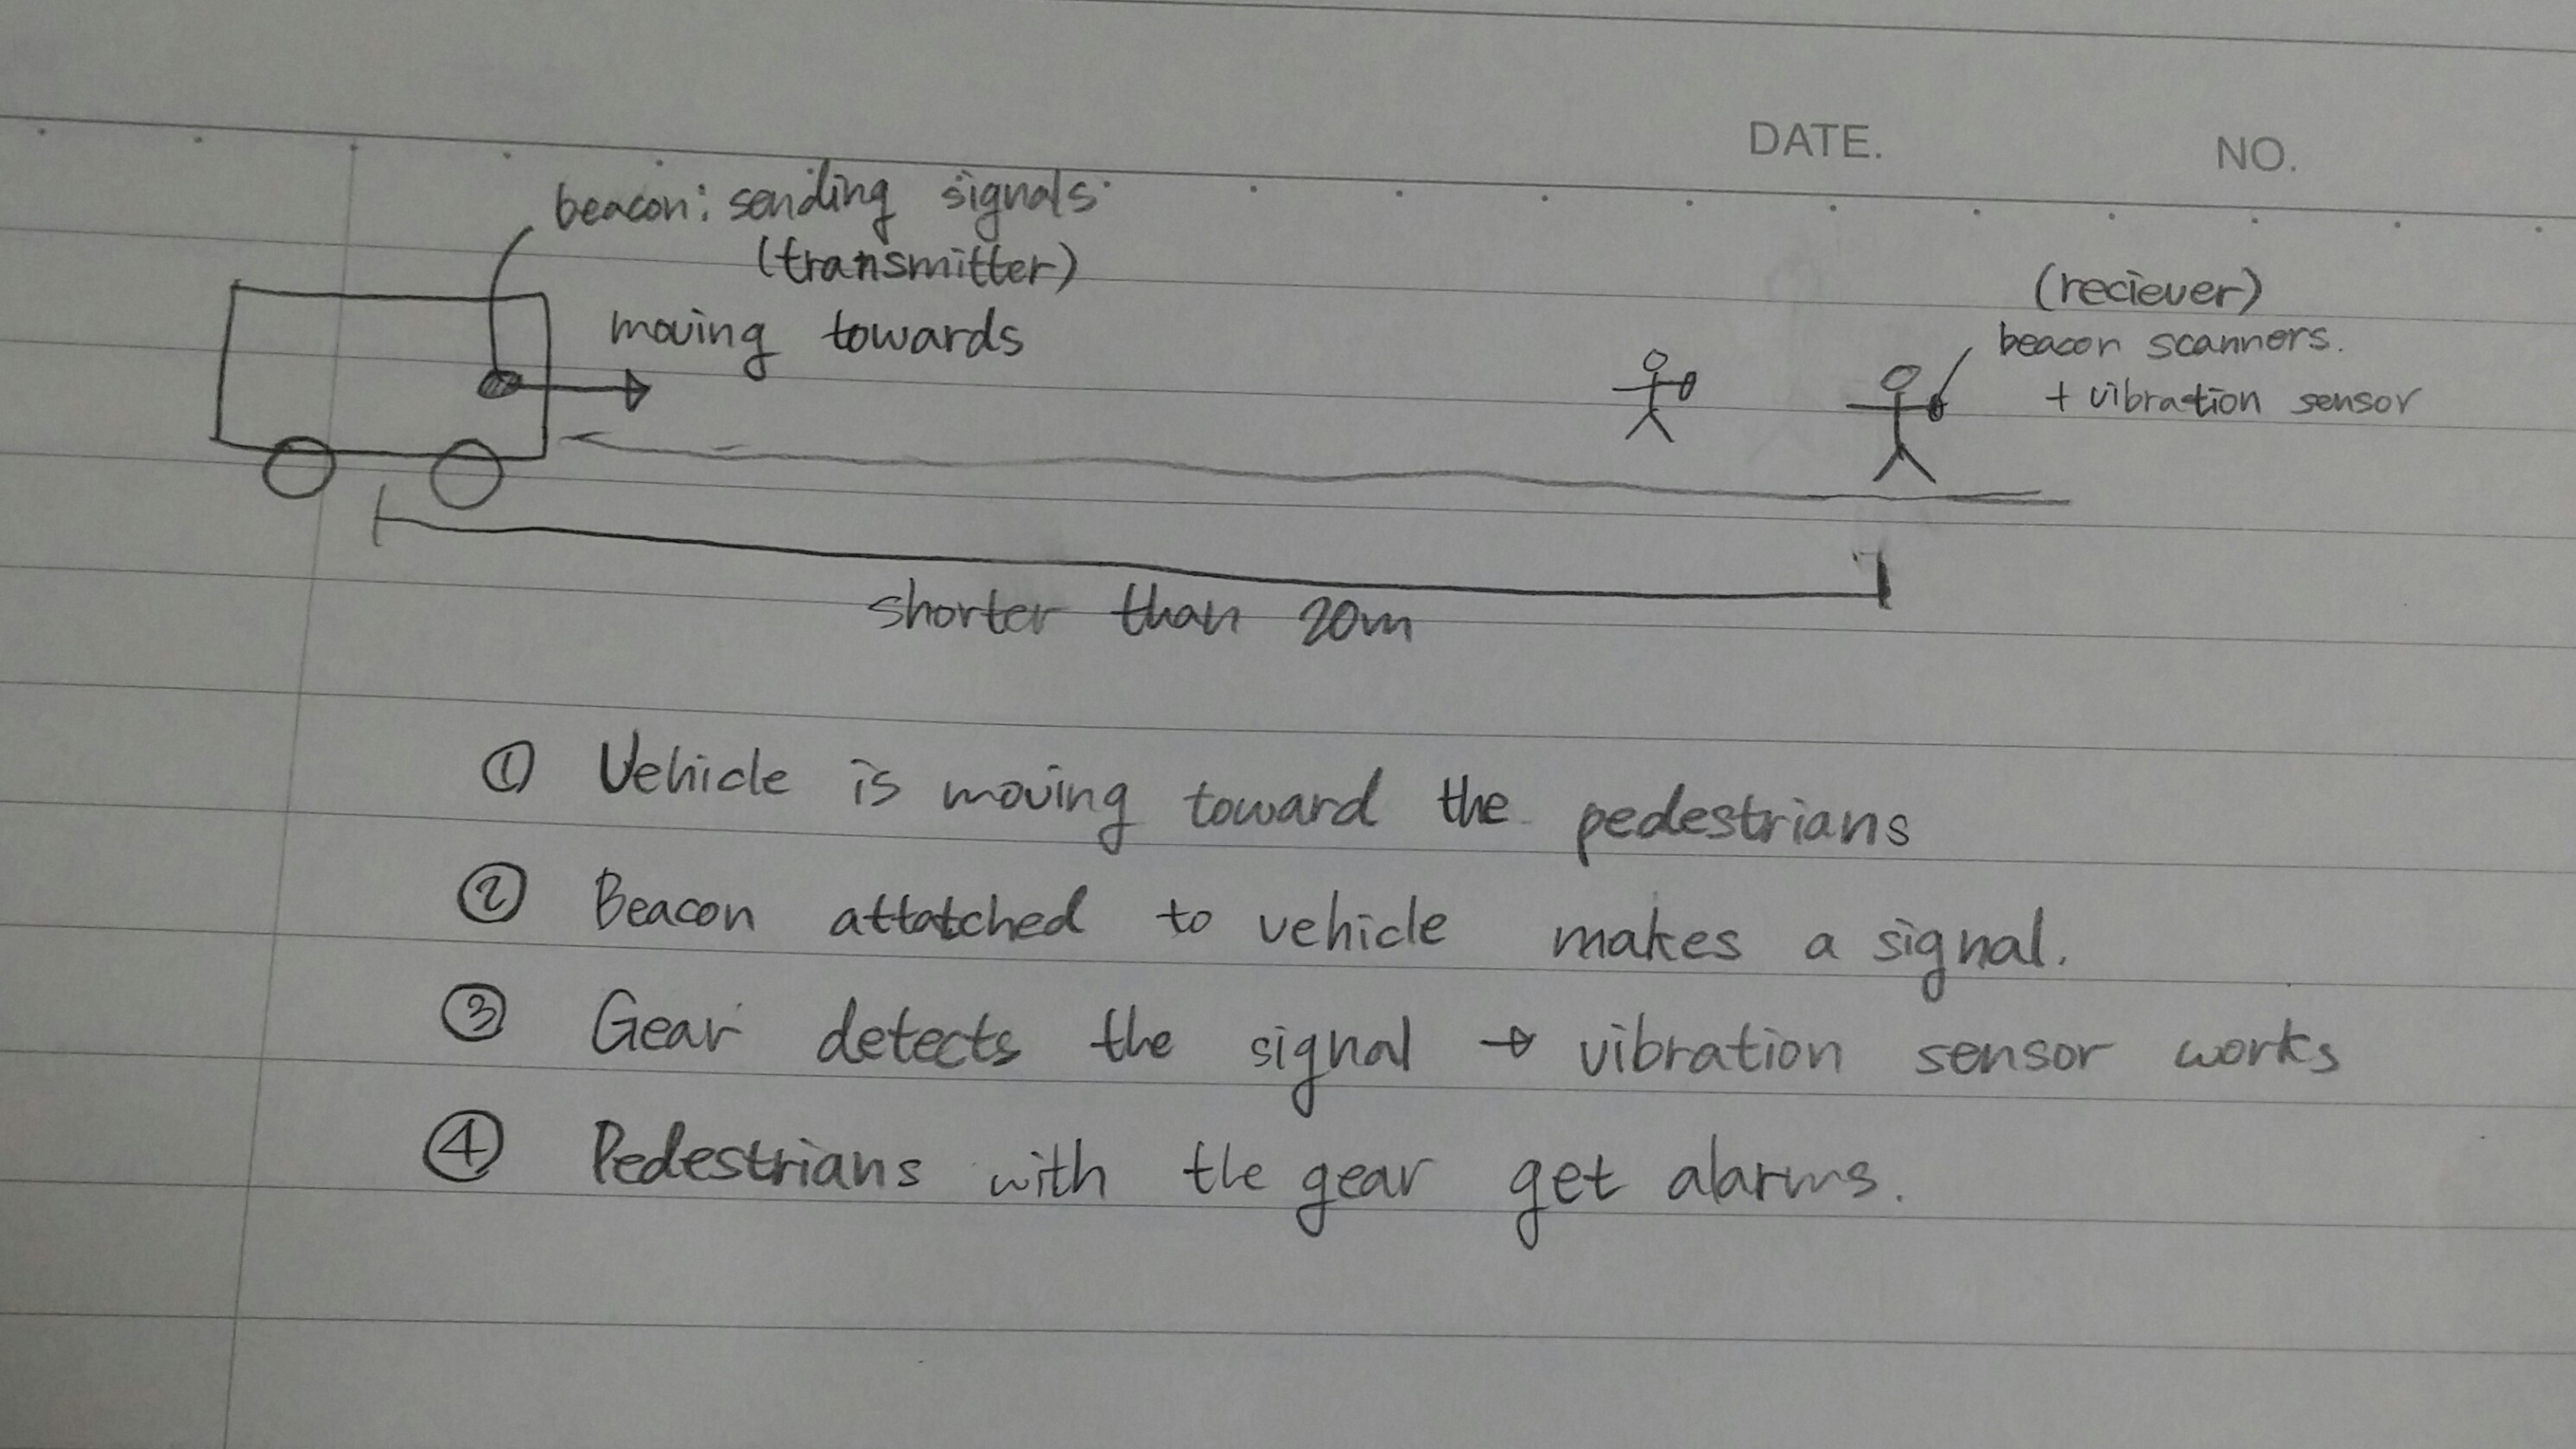 DATE. NO.
beacon: sending signals
(transmitter)
moving towards
(reciever)
beacon scanners.
+ vibration sensor
shorter than 20m
① Vehicle is moving toward the pedestrians
② Beacon attatched to vehicle makes a signal.
③ Gear detects the signal → vibration sensor works
④ Pedestrians with the gear get alarms.